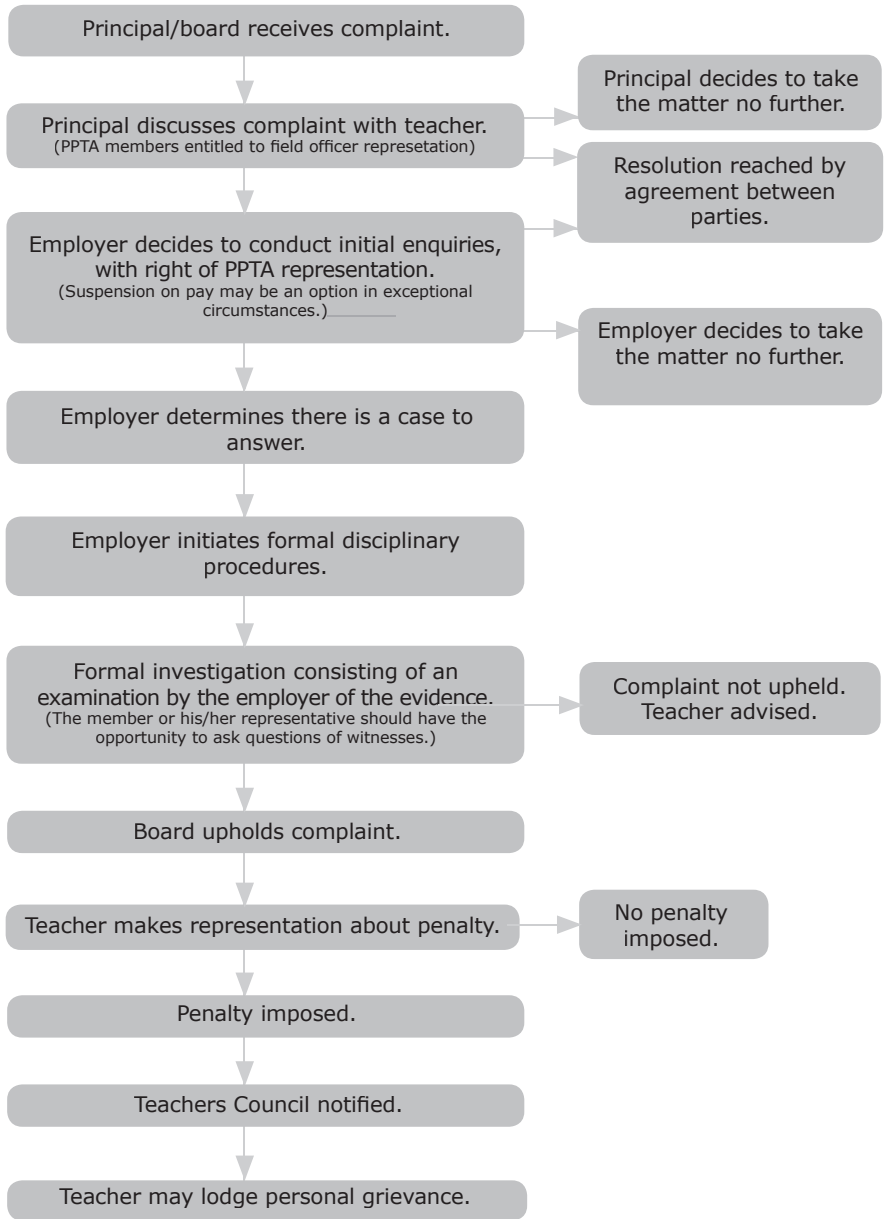 Principal/board receives complaint.
Principal discusses complaint with teacher.
(PPTA members entitled to field officer represetation)
Principal decides to take
the matter no further.
Resolution reached by
agreement between
parties.
Employer decides to conduct initial enquiries,
with right of PPTA representation.
(Suspension on pay may be an option in exceptional
circumstances.)
Employer decides to take
the matter no further.
Employer determines there is a case to
answer.
Employer initiates formal disciplinary
procedures.
Formal investigation consisting of an
examination by the employer of the evidence.
(The member or his/her representative should have the
opportunity to ask questions of witnesses.)
Complaint not upheld.
Teacher advised.
Board upholds complaint.
Teacher makes representation about penalty.
No penalty
imposed.
Penalty imposed.
Teachers Council notified.
Teacher may lodge personal grievance.